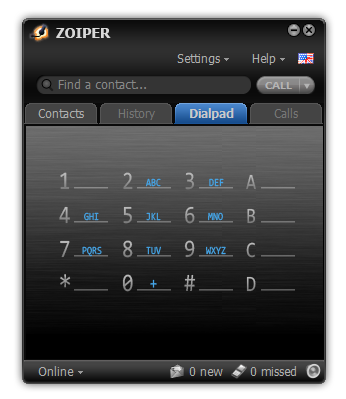 ZOIPER
Settings Help
Find a contact... CALL
Contacts History Dialpad Calls
1 2 ABC 3 DEF A
4 GHI 5 JKL 6 MNO B
7 PQRS 8 TUV 9 WXYZ C
* 0 + # D
Online 0 new 0 missed